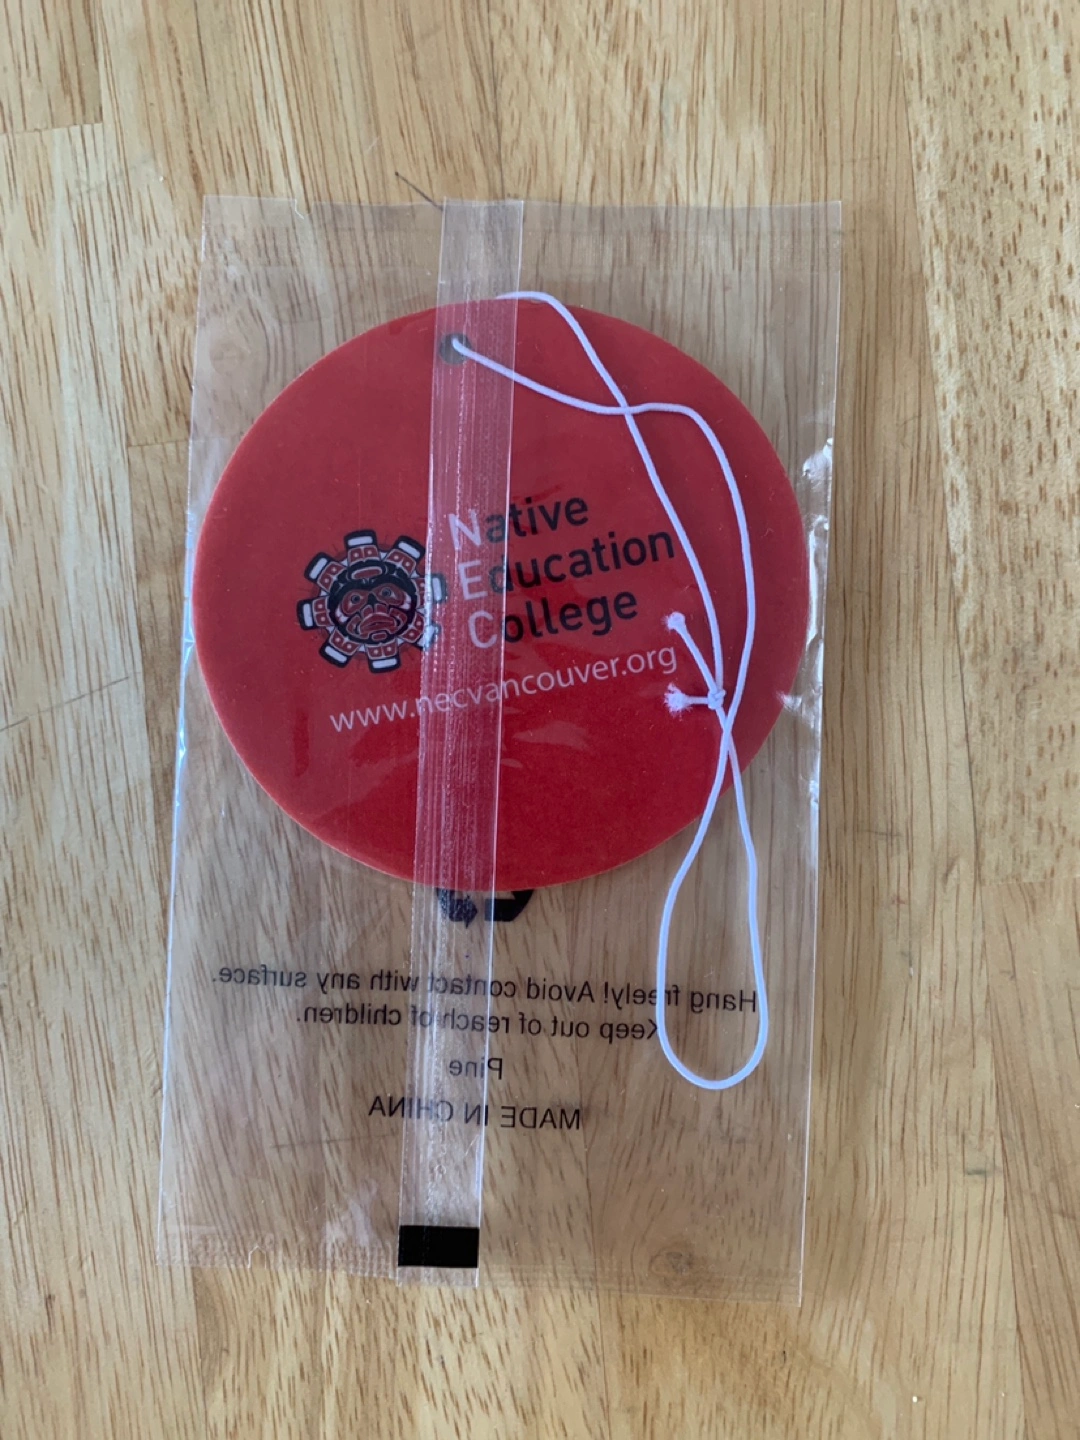 Native
Education
College
www.necvancouver.org
Hang freely! Avoid contact with any surface.
Keep out of reach of children.
Pine
MADE IN CHINA